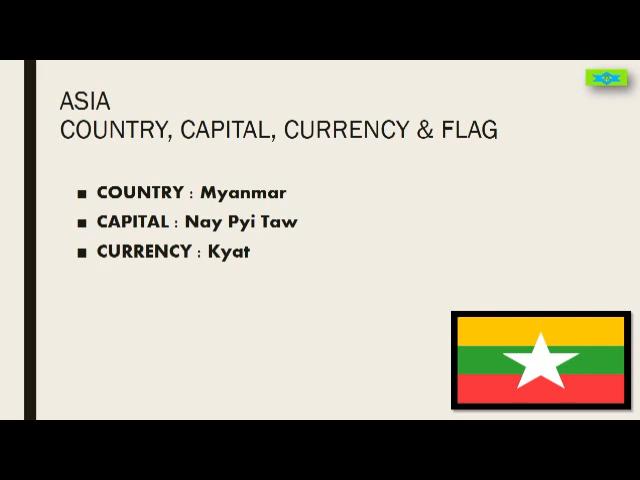 ASIA
COUNTRY, CAPITAL, CURRENCY & FLAG
■ COUNTRY : Myanmar
■ CAPITAL : Nay Pyi Taw
■ CURRENCY : Kyat